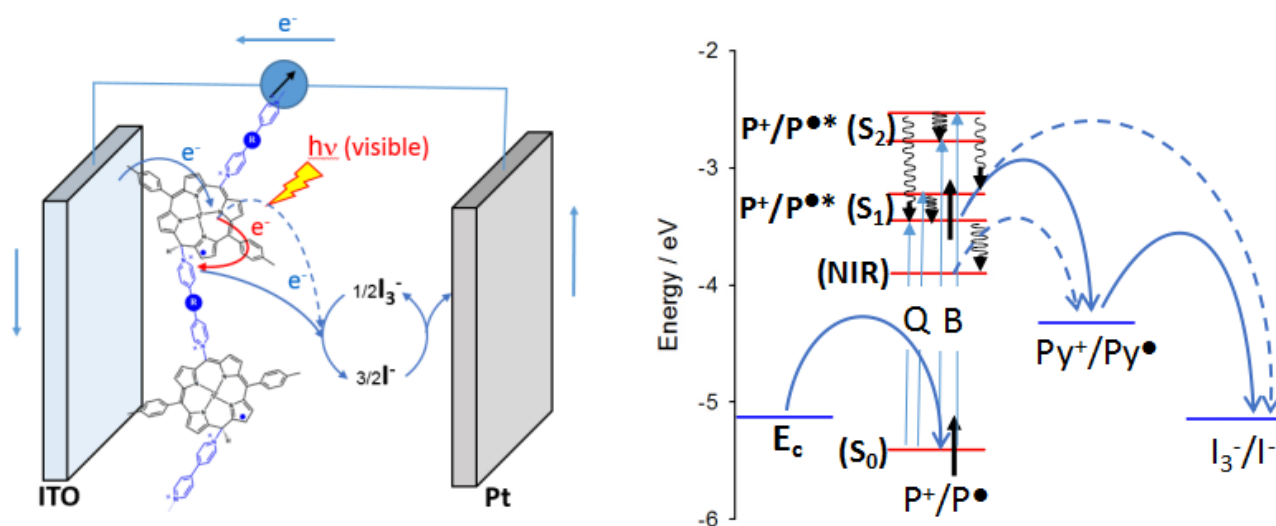 e⁻
R
hν (visible)
e⁻
e⁻
e⁻
1/2I₃⁻
R
3/2I⁻
ITO
Pt
Energy / eV
-2
-3
-4
-5
-6
P⁺/P●* (S₂)
P⁺/P●* (S₁)
(NIR)
Q B
Py⁺/Py●
E꜀
(S₀)
P⁺/P●
I₃⁻/I⁻